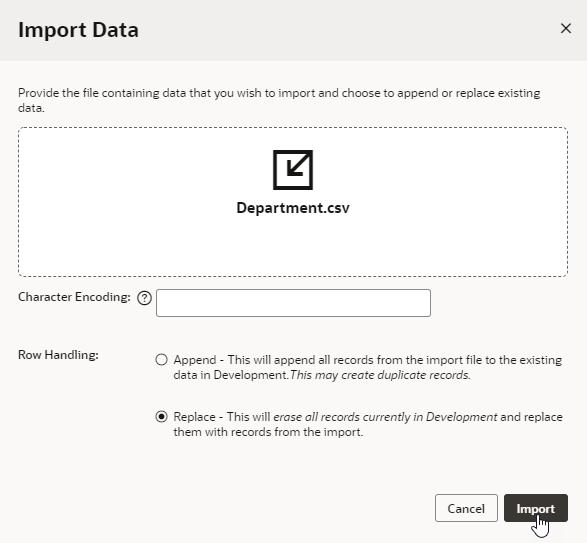 Import Data
Provide the file containing data that you wish to import and choose to append or replace existing
data.
Department.csv
Character Encoding: ?
Row Handling:
Append - This will append all records from the import file to the existing
data in Development.This may create duplicate records.
Replace - This will erase all records currently in Development and replace
them with records from the import.
Cancel Import